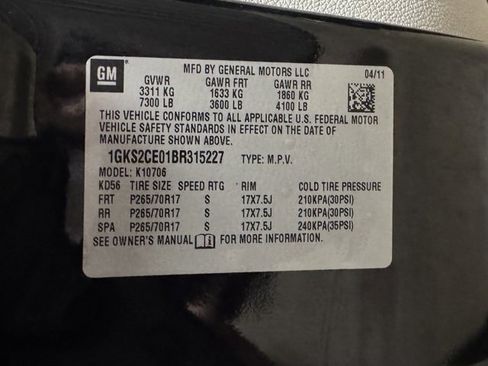 GM
MFD BY GENERAL MOTORS LLC 04/11
GVWR GAWR FRT GAWR RR
3311 KG 1633 KG 1860 KG
7300 LB 3600 LB 4100 LB
THIS VEHICLE CONFORMS TO ALL APPLICABLE U.S. FEDERAL MOTOR
VEHICLE SAFETY STANDARDS IN EFFECT ON THE DATE OF
MANUFACTURE SHOWN ABOVE.
1GKS2CE01BR315227 TYPE: M.P.V.
MODEL: K10706
KD56 TIRE SIZE SPEED RTG RIM COLD TIRE PRESSURE
FRT P265/70R17 S 17X7.5J 210KPA(30PSI)
RR P265/70R17 S 17X7.5J 210KPA(30PSI)
SPA P265/70R17 S 17X7.5J 240KPA(35PSI)
SEE OWNER'S MANUAL FOR MORE INFORMATION.